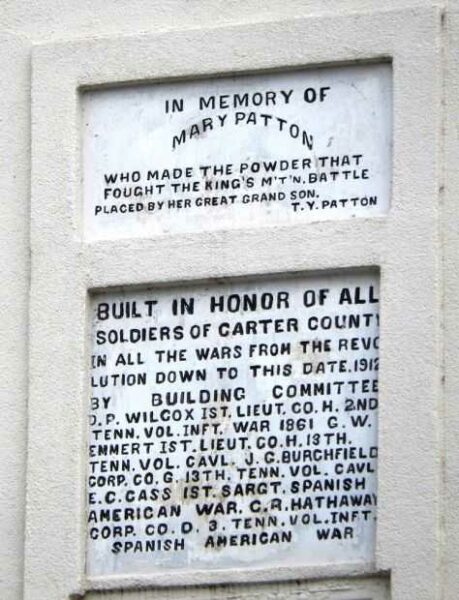 IN MEMORY OF
MARY PATTON
WHO MADE THE POWDER THAT
FOUGHT THE KING'S M'T'N. BATTLE
PLACED BY HER GREAT GRAND SON.
T.Y. PATTON
BUILT IN HONOR OF ALL
SOLDIERS OF CARTER COUNTY
IN ALL THE WARS FROM THE REVO
LUTION DOWN TO THIS DATE.1912
BY BUILDING COMMITTEE
D.P. WILCOX 1ST. LIEUT. CO. H. 2ND
TENN. VOL. INFT. WAR 1861 G.W.
EMMERT 1ST. LIEUT. CO.H. 13TH.
TENN. VOL. CAVL. J.G. BURCHFIELD
CORP. CO. G. 13TH. TENN. VOL. CAVL
E.C. CASS 1ST. SARGT. SPANISH
AMERICAN WAR. C.R. HATHAWAY
CORP. CO. D. 3. TENN. VOL. INFT.
SPANISH AMERICAN WAR